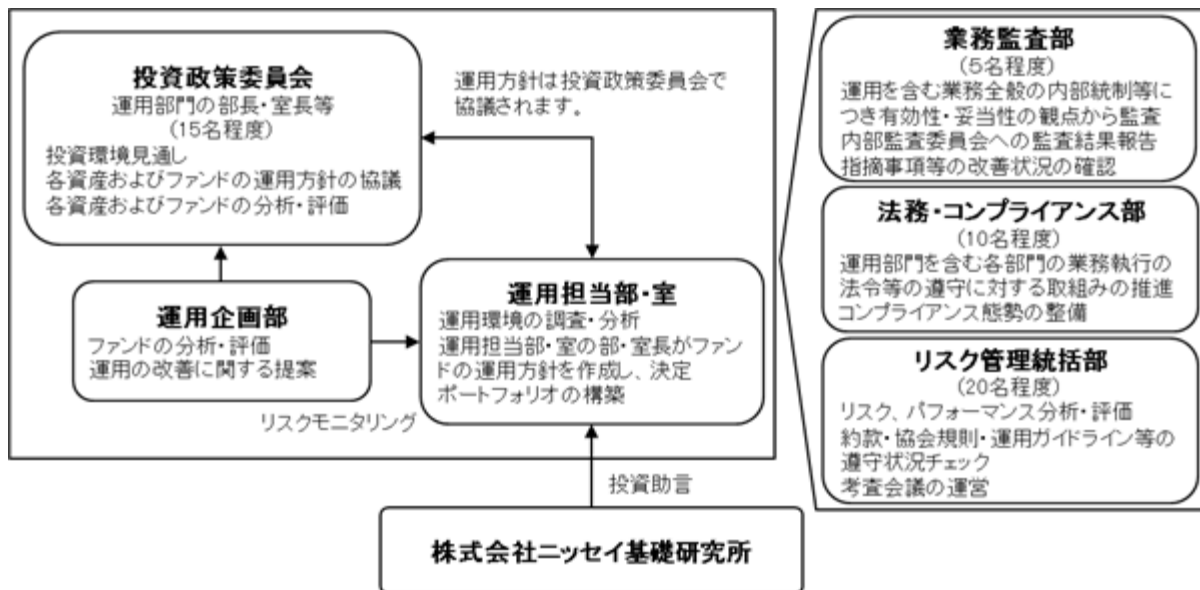 投資政策委員会
運用部門の部長・室長等
(15名程度)
投資環境見通し
各資産およびファンドの運用方針の協議
各資産およびファンドの分析・評価
運用方針は投資政策委員会で
協議されます。
運用企画部
ファンドの分析・評価
運用の改善に関する提案
リスクモニタリング
運用担当部・室
運用環境の調査・分析
運用担当部・室の部・室長がファン
ドの運用方針を作成し、決定
ポートフォリオの構築
投資助言
株式会社ニッセイ基礎研究所
業務監査部
(5名程度)
運用を含む業務全般の内部統制等に
つき有効性・妥当性の観点から監査
内部監査委員会への監査結果報告
指摘事項等の改善状況の確認
法務・コンプライアンス部
(10名程度)
運用部門を含む各部門の業務執行の
法令等の遵守に対する取組みの推進
コンプライアンス態勢の整備
リスク管理統括部
(20名程度)
リスク、パフォーマンス分析・評価
約款・協会規則・運用ガイドライン等の
遵守状況チェック
考査会議の運営